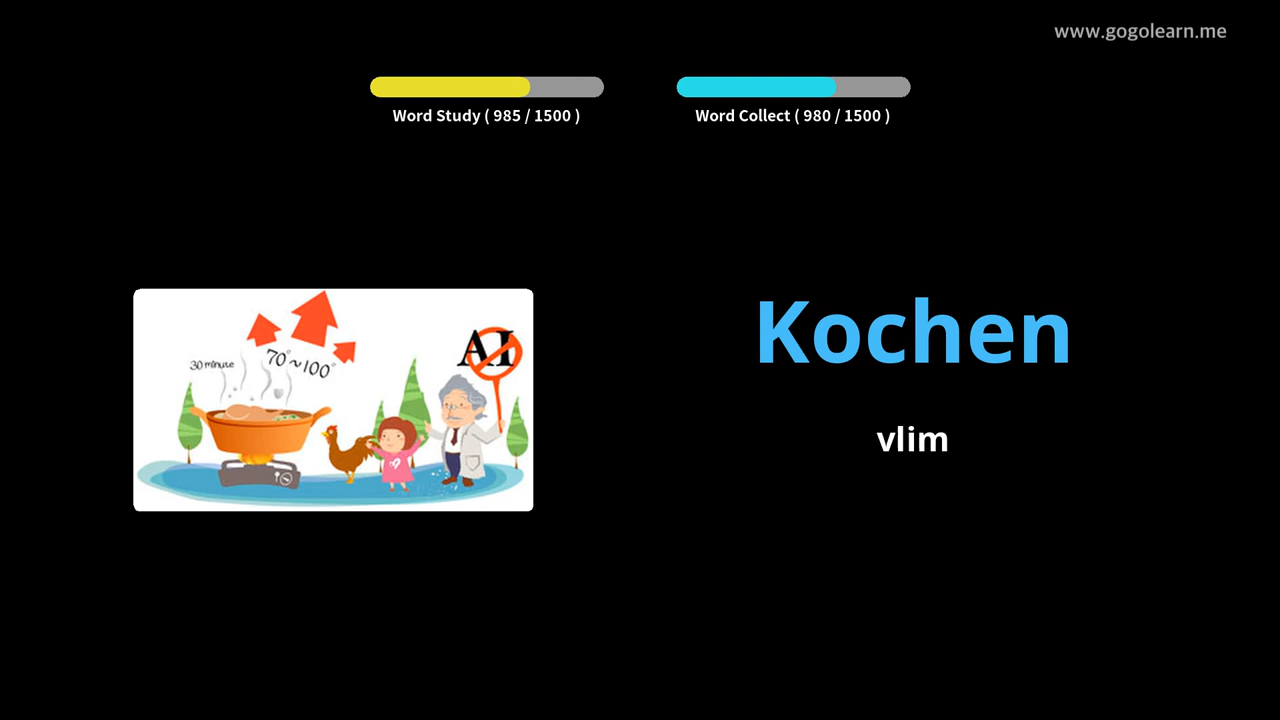 www.gogolearn.me
Word Study ( 985 / 1500 )
Word Collect ( 980 / 1500 )
30 minute
70°~100°
AI
Kochen
vlim